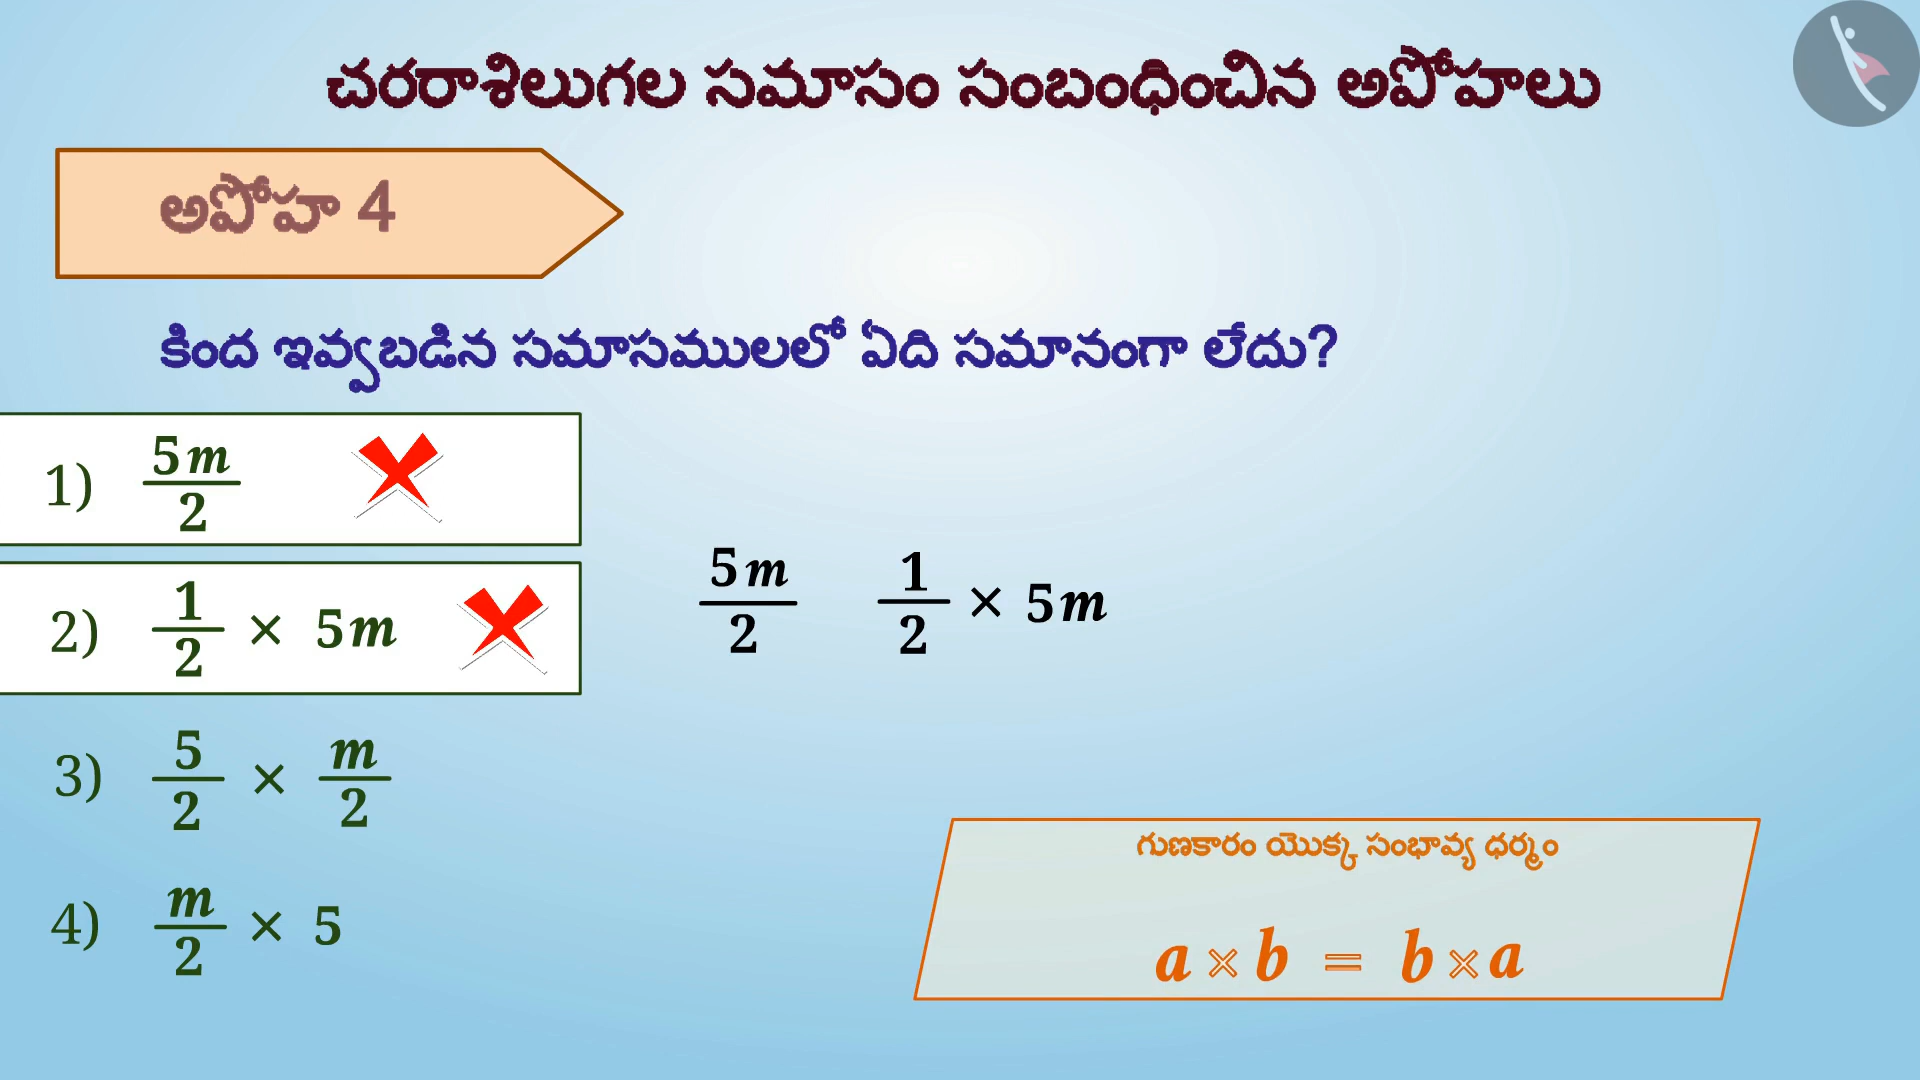 చరరాశిలుగల సమాసం సంబంధించిన అపోహలు
అపోహ 4
కింద ఇవ్వబడిన సమాసములలో ఏది సమానంగా లేదు?
1) 5m/2
2) 1/2 × 5m
5m/2 1/2 × 5m
3) 5/2 × m/2
4) m/2 × 5
గుణకారం యొక్క సంభావ్య ధర్మం
a × b = b × a